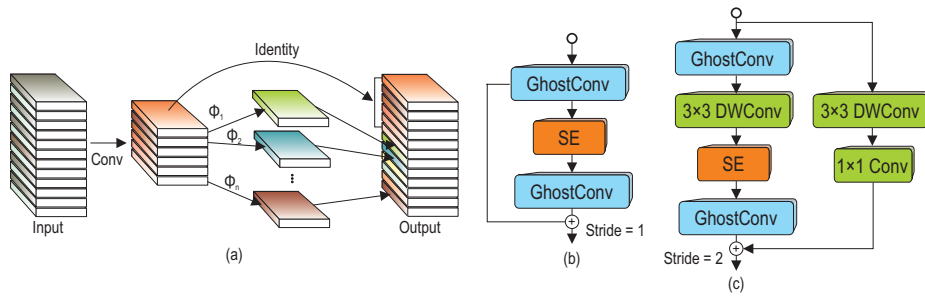 Identity
Φ1
Φ2
Φn
Conv
Input
Output
(a)
GhostConv
SE
GhostConv
Stride = 1
(b)
GhostConv
3×3 DWConv
SE
GhostConv
Stride = 2
3×3 DWConv
1×1 Conv
(c)